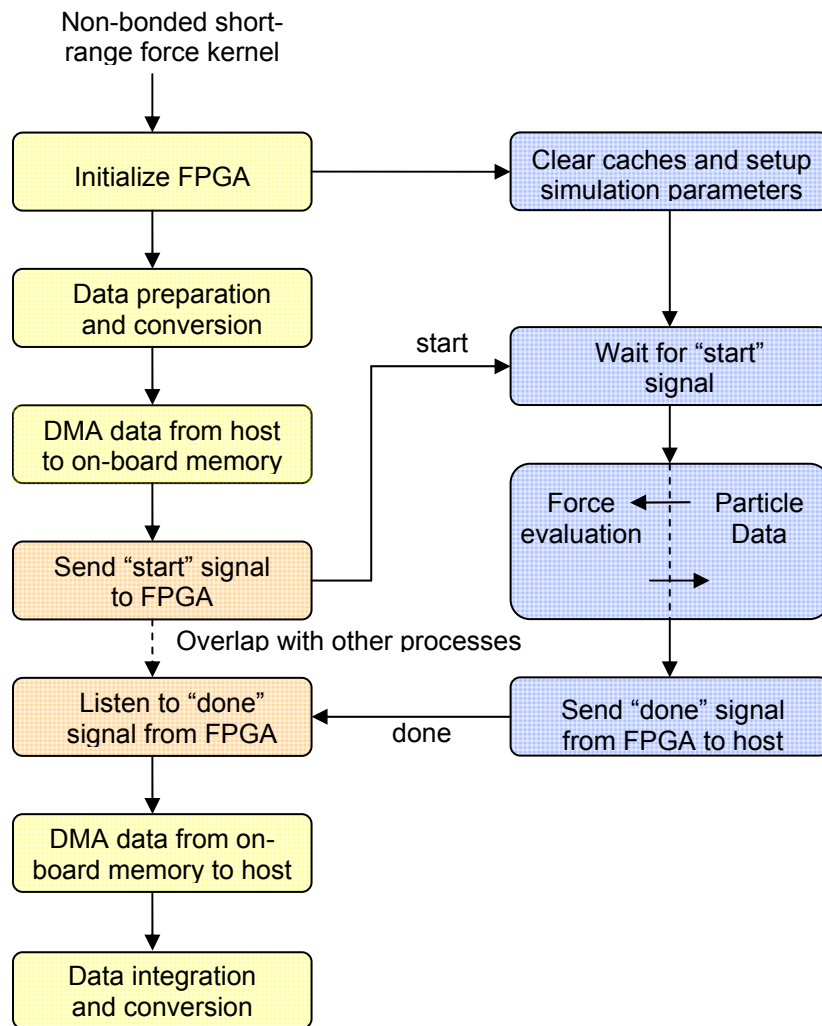 Non-bonded short-
range force kernel
Initialize FPGA
Clear caches and setup
simulation parameters
Data preparation
and conversion
start
Wait for “start”
signal
DMA data from host
to on-board memory
Force
evaluation
Particle
Data
Send “start” signal
to FPGA
Overlap with other processes
Listen to “done”
signal from FPGA
done
Send “done” signal
from FPGA to host
DMA data from on-
board memory to host
Data integration
and conversion